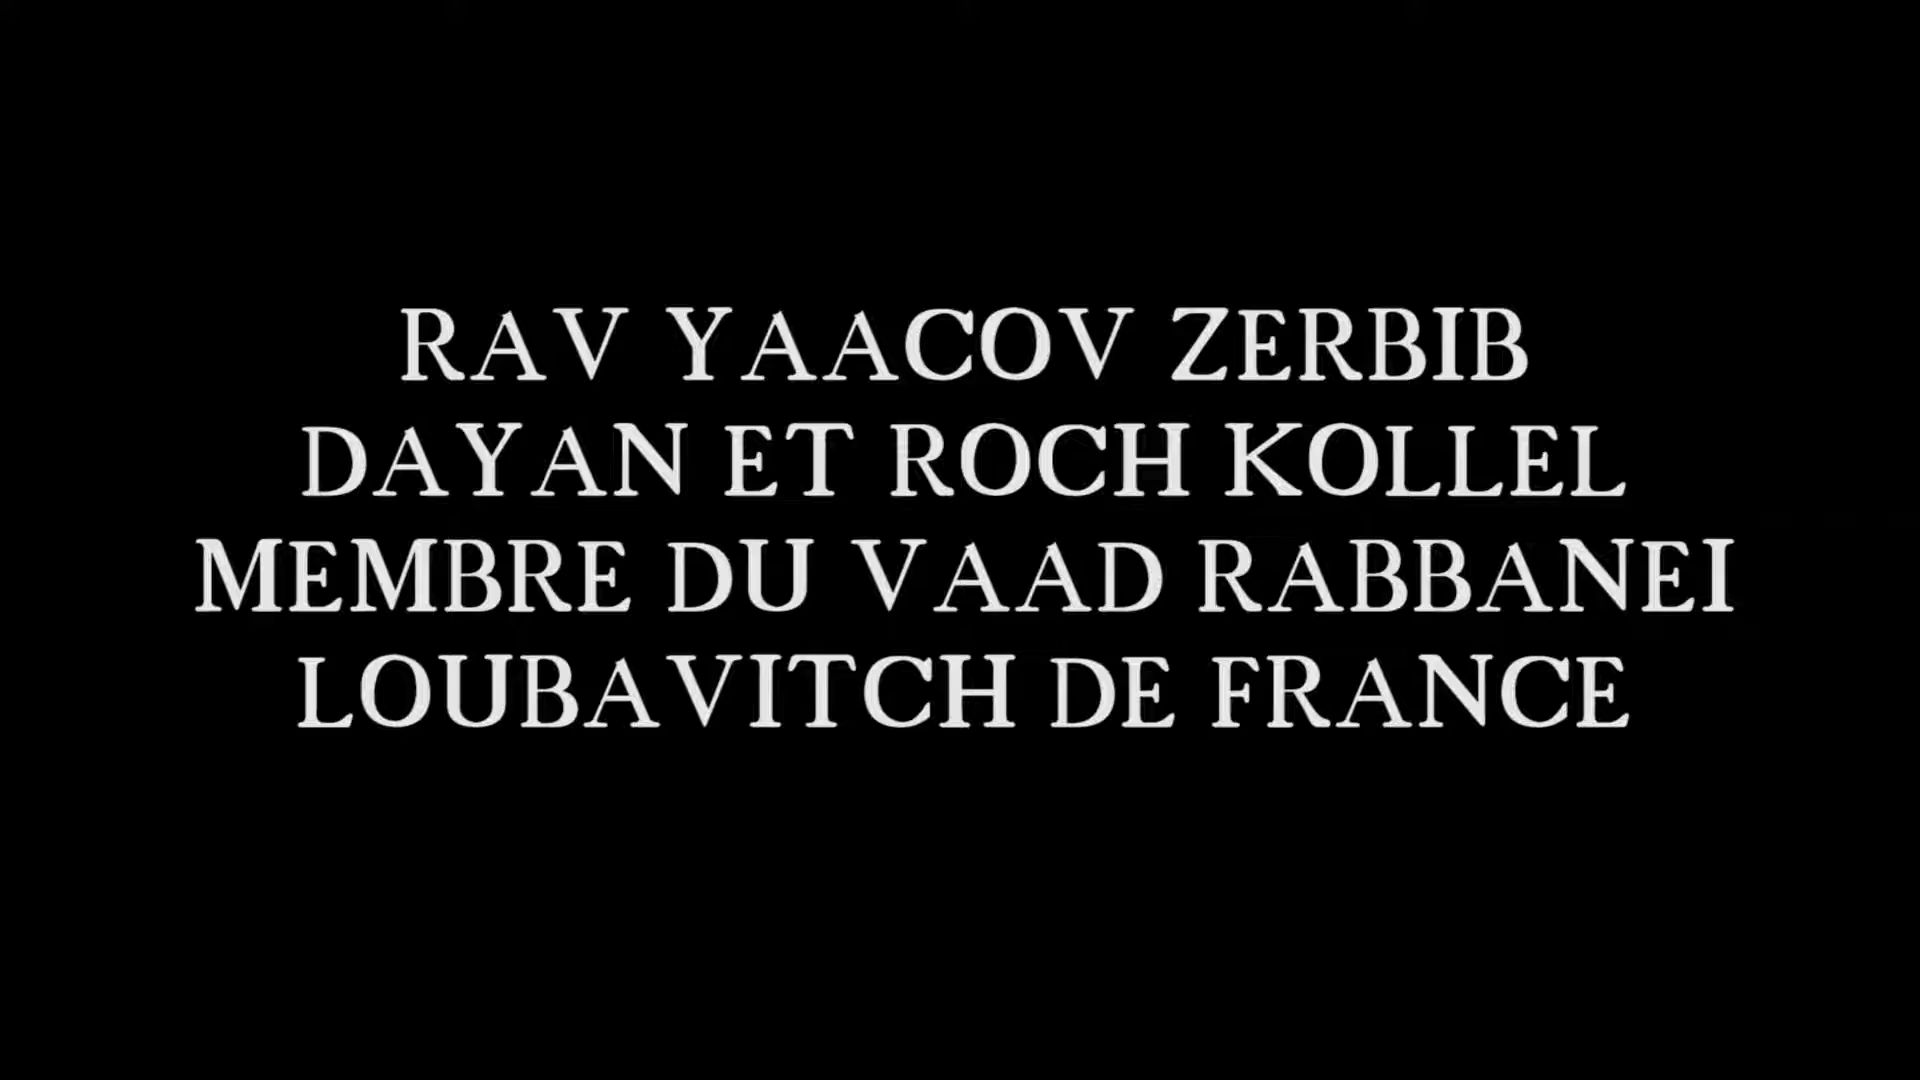 RAV YAACOV ZERBIB
DAYAN ET ROCH KOLLEL
MEMBRE DU VAAD RABBANEI
LOUBAVITCH DE FRANCE